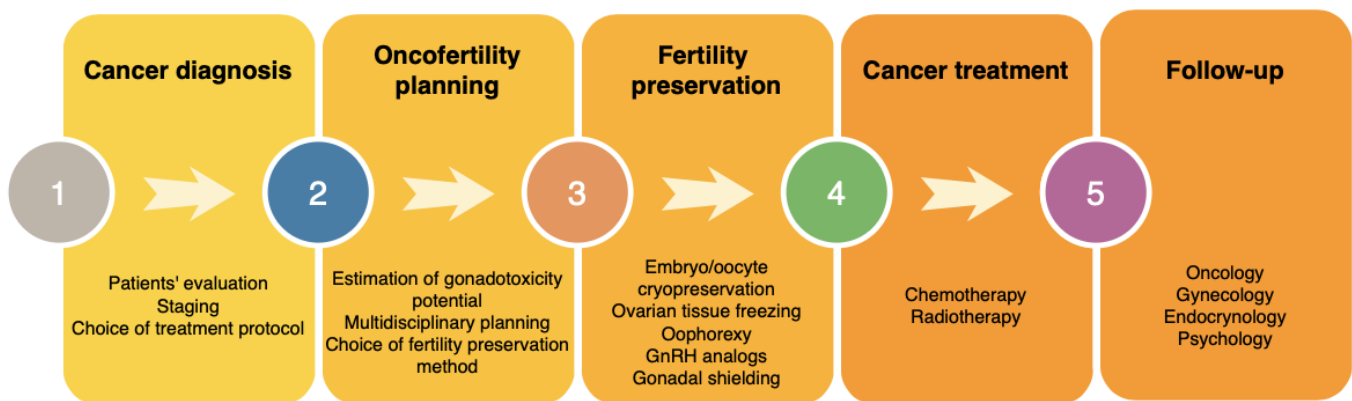 Cancer diagnosis
1
Patients' evaluation
Staging
Choice of treatment protocol
Oncofertility
planning
2
Estimation of gonadotoxicity
potential
Multidisciplinary planning
Choice of fertility preservation
method
Fertility
preservation
3
Embryo/oocyte
cryopreservation
Ovarian tissue freezing
Oophorexy
GnRH analogs
Gonadal shielding
Cancer treatment
4
Chemotherapy
Radiotherapy
Follow-up
5
Oncology
Gynecology
Endocrynology
Psychology